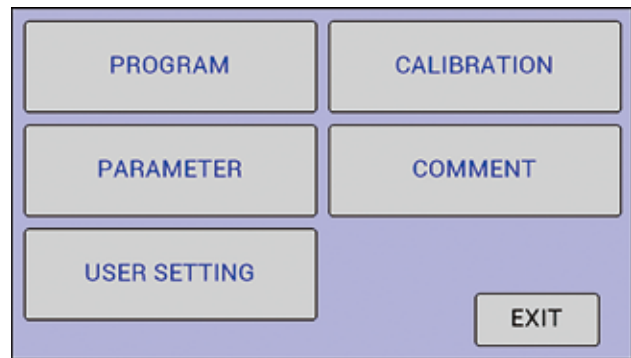 PROGRAM
CALIBRATION
PARAMETER
COMMENT
USER SETTING
EXIT